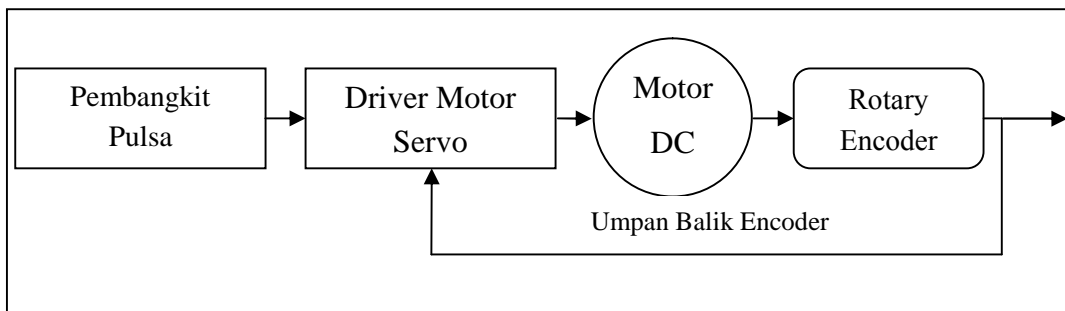 Pembangkit
Pulsa
Driver Motor
Servo
Motor
DC
Rotary
Encoder
Umpan Balik Encoder